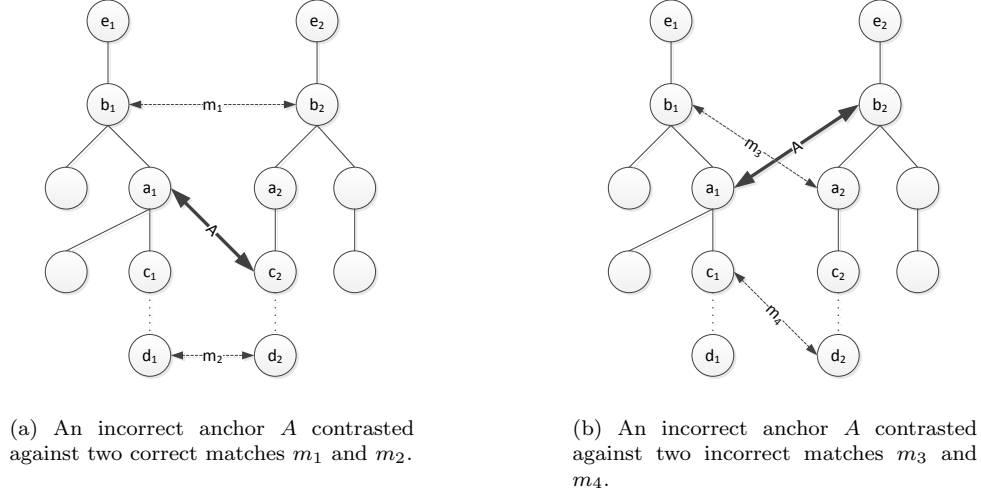 e₁ e₂ e₁ e₂
b₁ m₁ b₂ b₁ b₂
m₃ A
a₁ a₂ a₁ a₂
A
c₁ c₂ c₁ c₂
m₄
d₁ m₂ d₂ d₁ d₂
(a) An incorrect anchor A contrasted
against two correct matches m₁ and m₂.
(b) An incorrect anchor A contrasted
against two incorrect matches m₃ and
m₄.